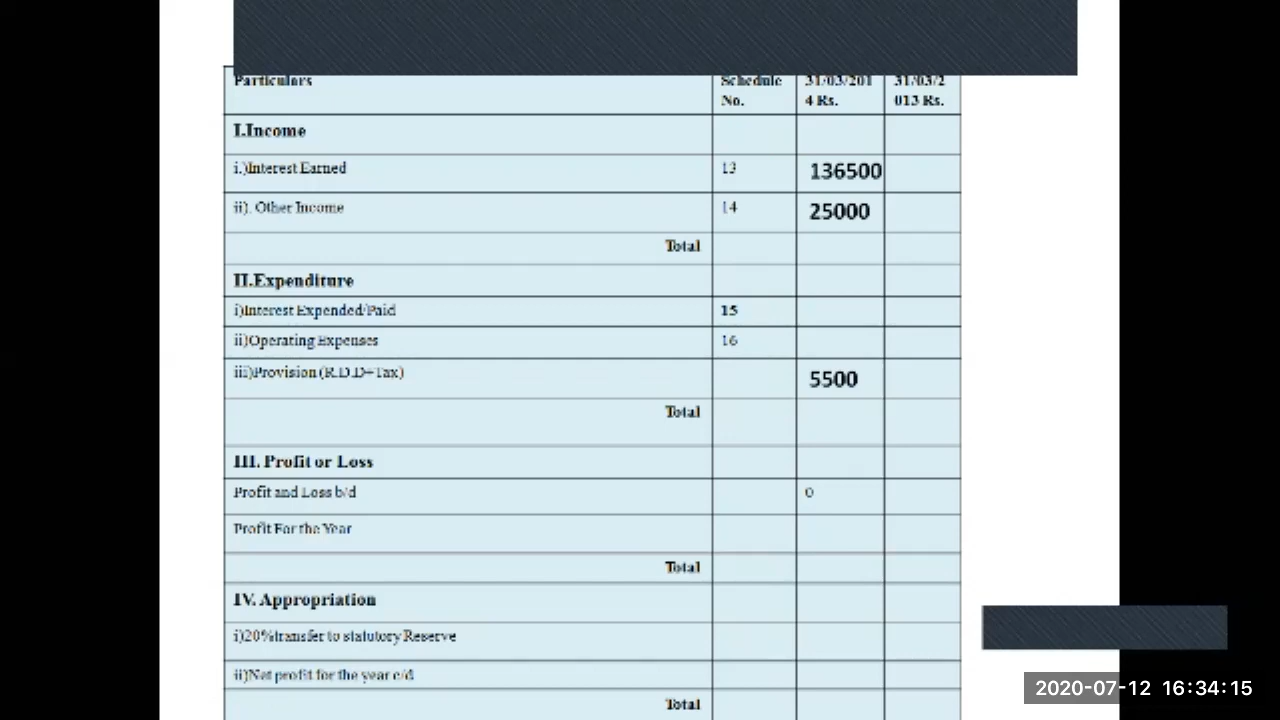 Particulars Schedule No. 31/03/2014 Rs. 31/03/2013 Rs.
I.Income
i.)Interest Earned 13 136500
ii). Other Income 14 25000
Total
II.Expenditure
i)Interest Expended/Paid 15
ii)Operating Expenses 16
iii)Provision (R.D.D+Tax) 5500
Total
III. Profit or Loss
Profit and Loss b/d 0
Profit For the Year
Total
IV. Appropriation
i)20%transfer to statutory Reserve
ii)Net profit for the year c/d
Total
2020-07-12 16:34:15